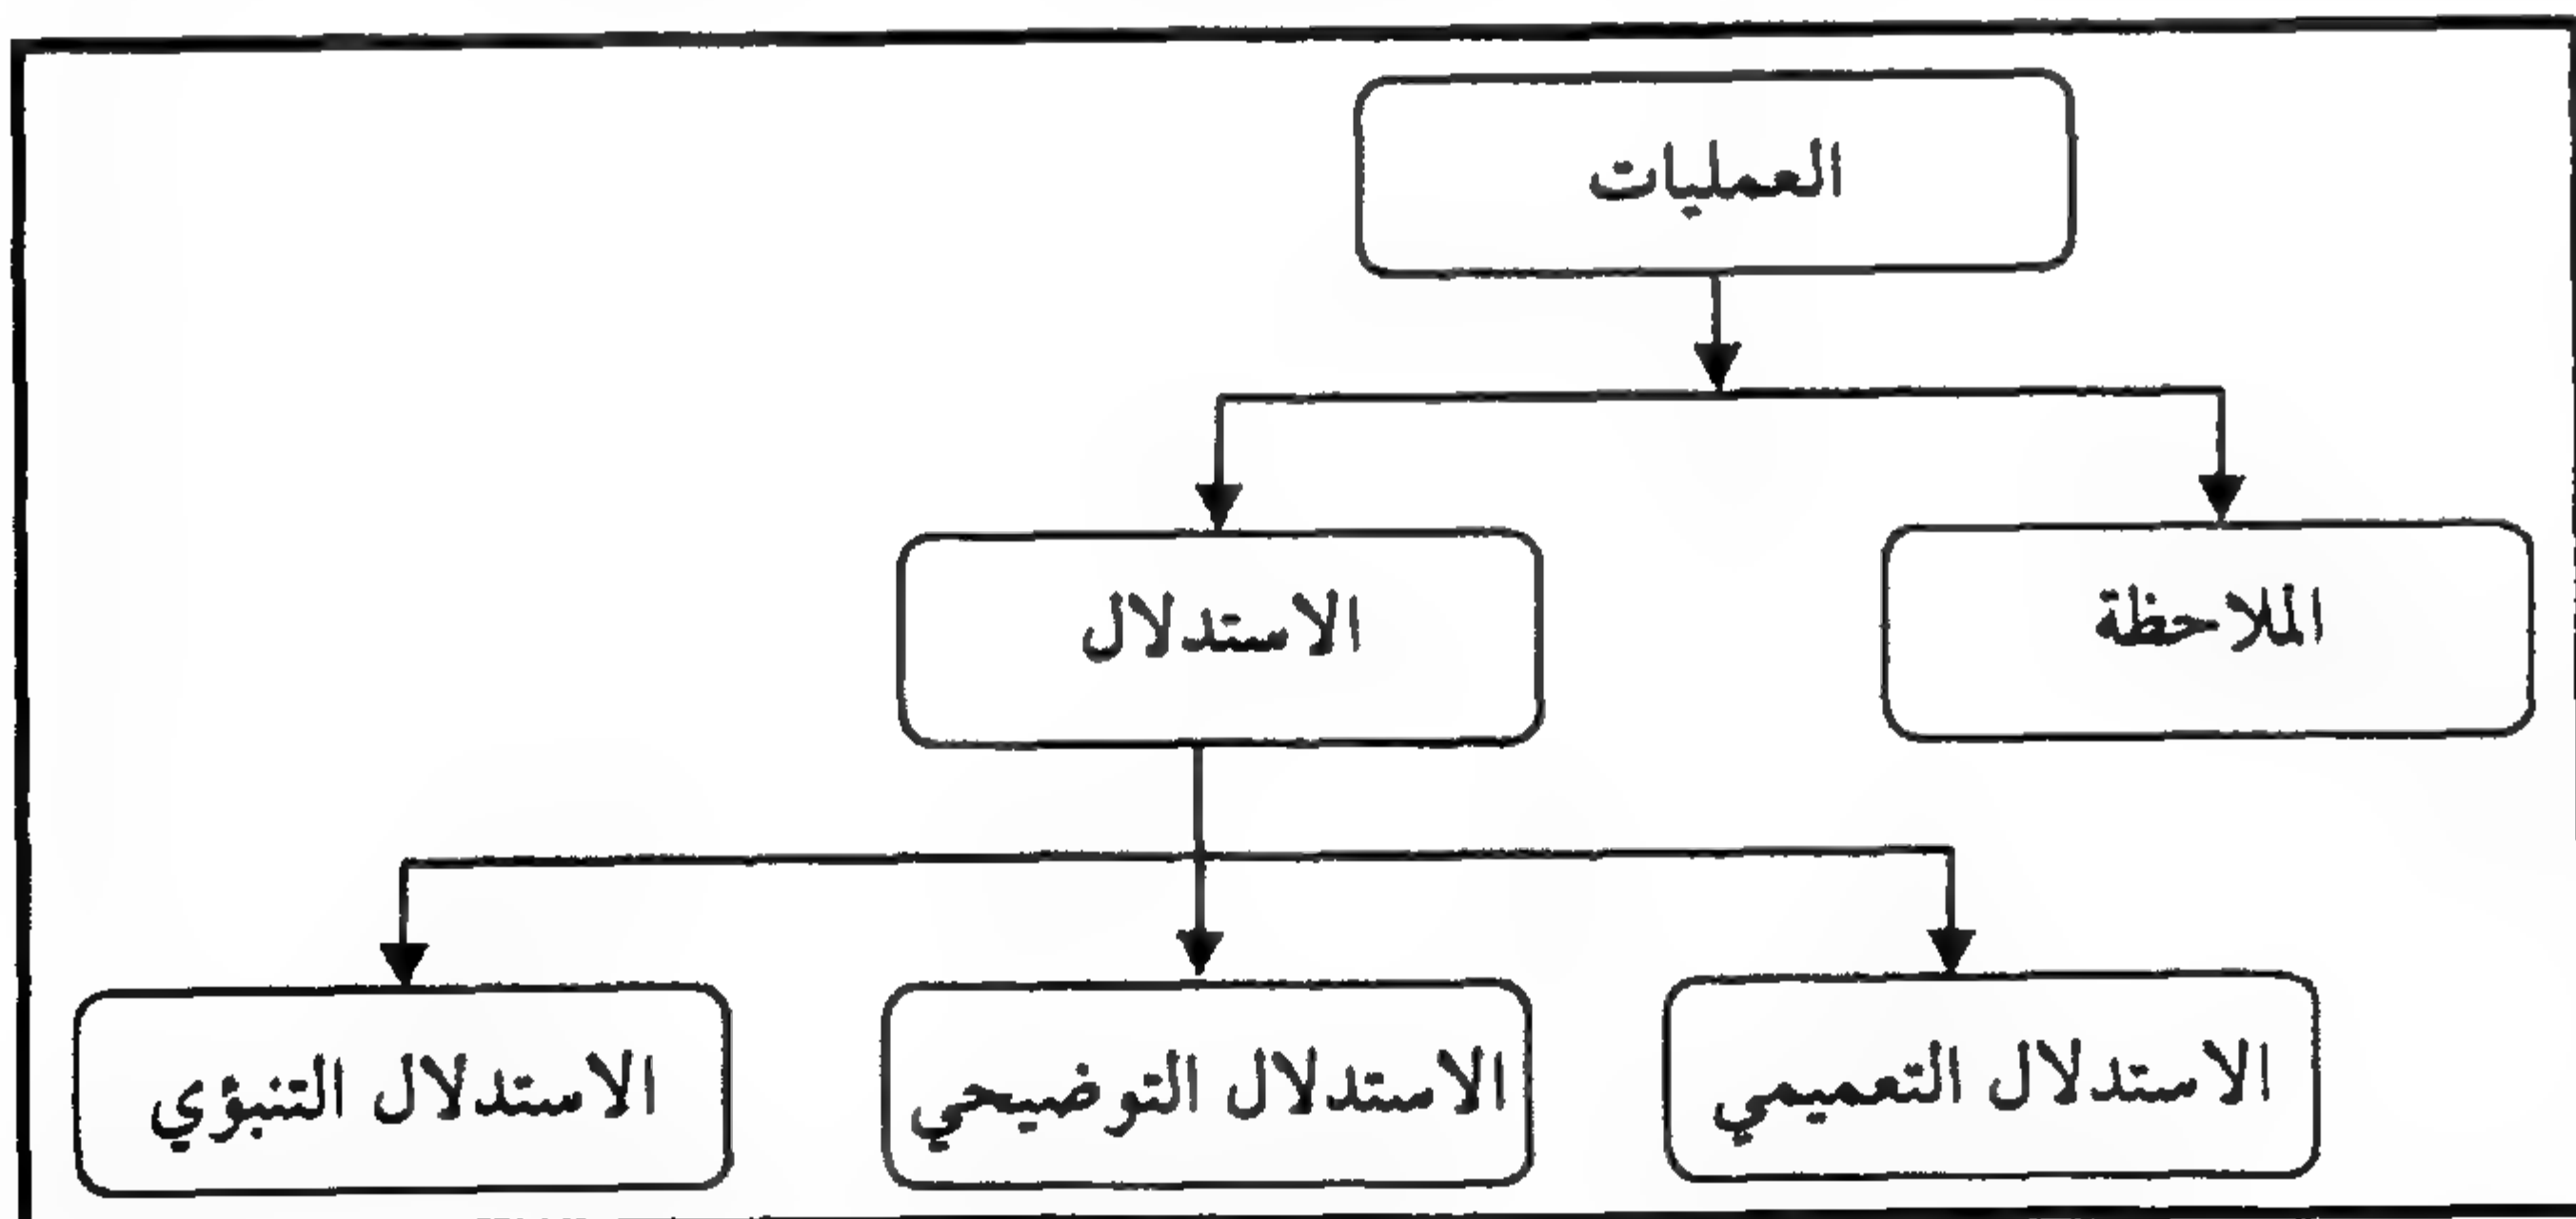 العمليات
الملاحظة
الاستدلال
الاستدلال التعميمي
الاستدلال التوضيحي
الاستدلال التنبؤي